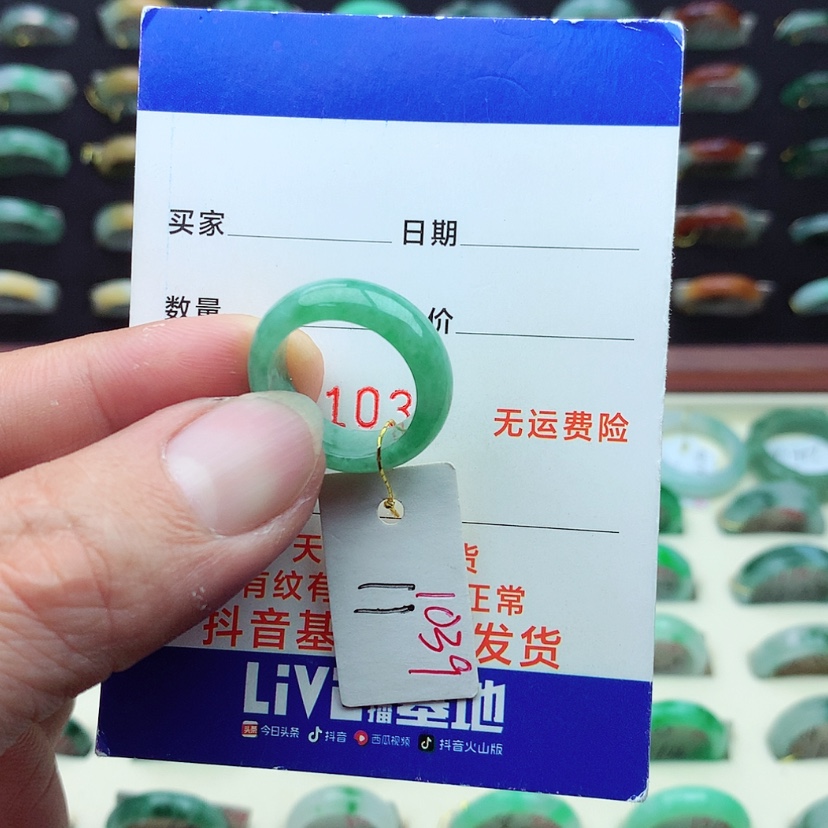 买家 日期
数量 价
103
无运费险
天 货
有纹有 正常
抖音基 发货
LiVe
播基地
今日头条 抖音 西瓜视频 抖音火山版
二
1039